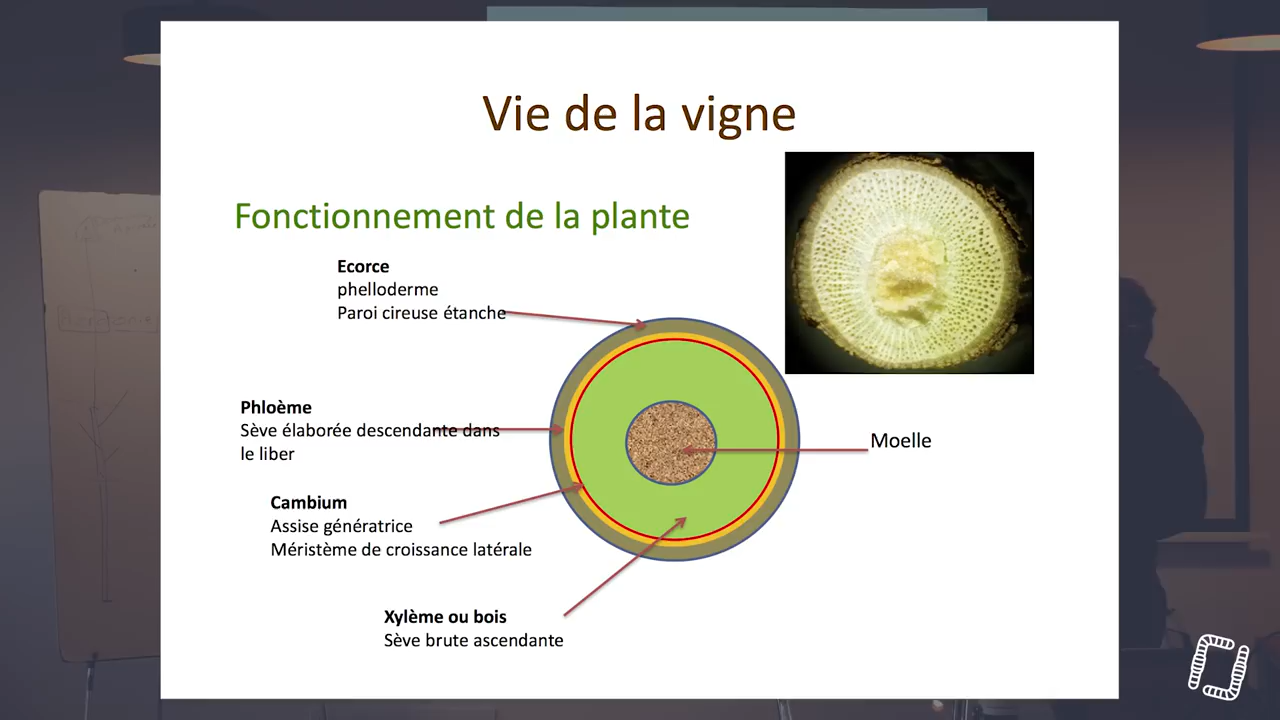 Vie de la vigne
Fonctionnement de la plante
Ecorce
phelloderme
Paroi cireuse étanche
Phloème
Sève élaborée descendante dans
le liber
Moelle
Cambium
Assise génératrice
Méristème de croissance latérale
Xylème ou bois
Sève brute ascendante